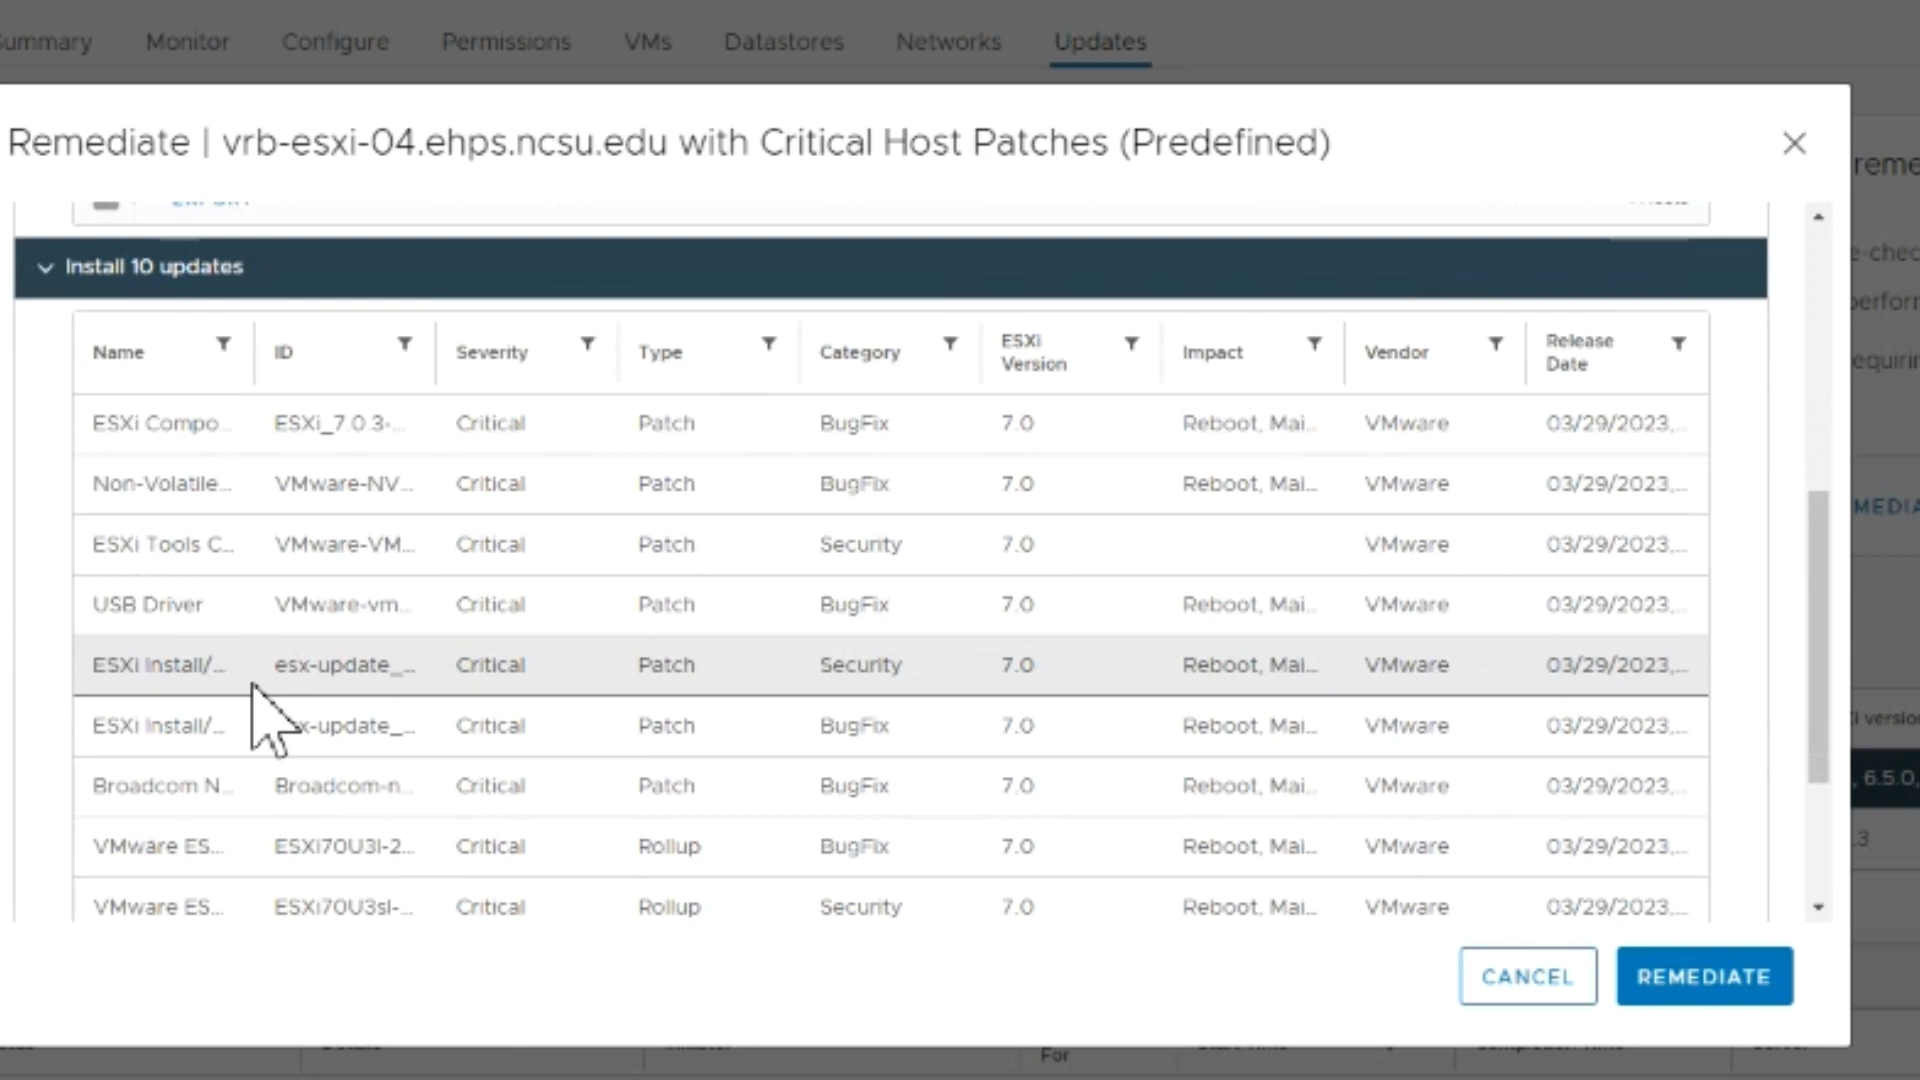 Summary Monitor Configure Permissions VMs Datastores Networks Updates
Remediate | vrb-esxi-04.ehps.ncsu.edu with Critical Host Patches (Predefined)
Install 10 updates
Name ID Severity Type Category ESXi Version Impact Vendor Release Date
ESXi Compo... ESXi_7.0.3-... Critical Patch BugFix 7.0 Reboot, Mai... VMware 03/29/2023,...
Non-Volatile... VMware-NV... Critical Patch BugFix 7.0 Reboot, Mai... VMware 03/29/2023,...
ESXi Tools C... VMware-VM... Critical Patch Security 7.0 VMware 03/29/2023,...
USB Driver VMware-vm... Critical Patch BugFix 7.0 Reboot, Mai... VMware 03/29/2023,...
ESXi Install/... esx-update_... Critical Patch Security 7.0 Reboot, Mai... VMware 03/29/2023,...
ESXi Install/... x-update_... Critical Patch BugFix 7.0 Reboot, Mai... VMware 03/29/2023,...
Broadcom N... Broadcom-n... Critical Patch BugFix 7.0 Reboot, Mai... VMware 03/29/2023,...
VMware ES... ESXi70U3l-2... Critical Rollup BugFix 7.0 Reboot, Mai... VMware 03/29/2023,...
VMware ES... ESXi70U3sl-... Critical Rollup Security 7.0 Reboot, Mai... VMware 03/29/2023,...
CANCEL REMEDIATE
reme
e-chec
perfor
equirin
MEDIA
i versio
, 6.5.0,
.3
For